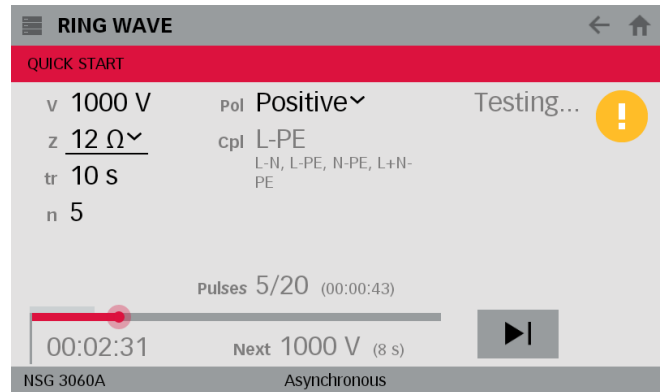 RING WAVE
QUICK START
V 1000 V
Pol Positive
Testing...
!
Z 12 Ω
Cpl L-PE
L-N, L-PE, N-PE, L+N-
PE
tr 10 s
n 5
Pulses 5/20 (00:00:43)
00:02:31
Next 1000 V (8 s)
NSG 3060A
Asynchronous